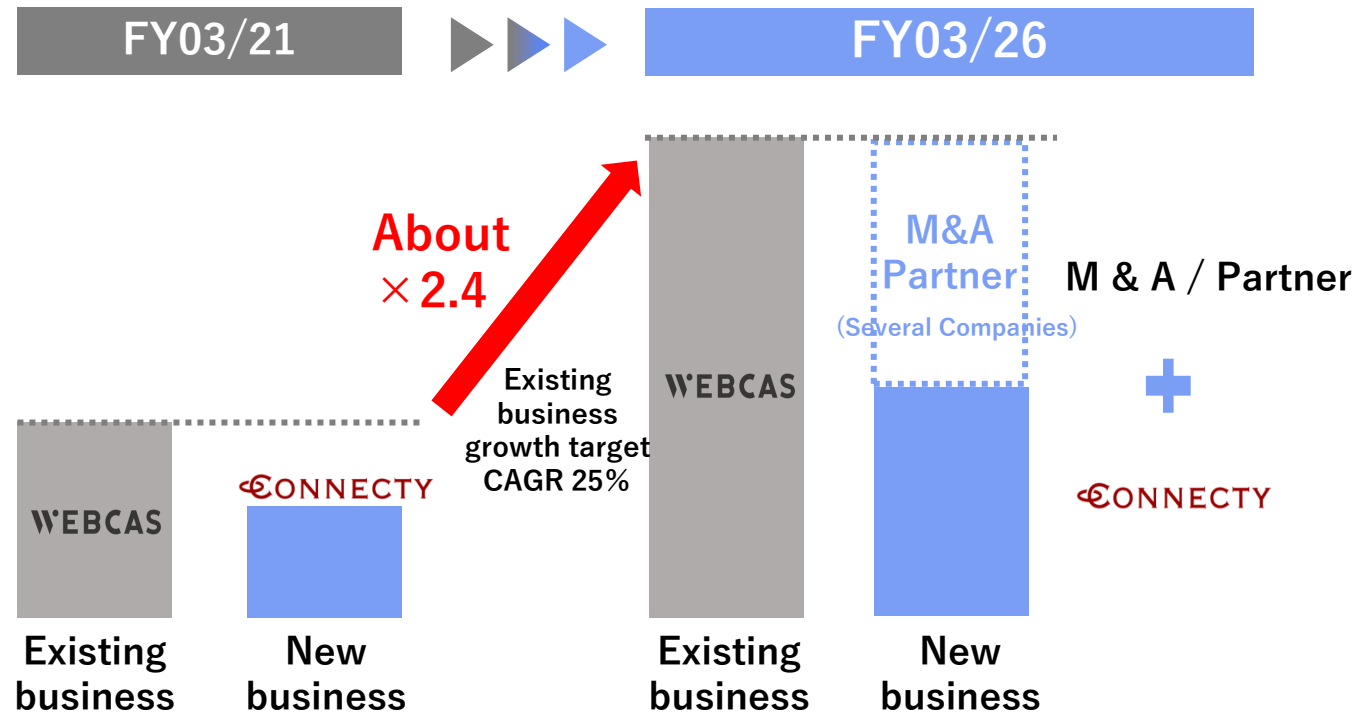 FY03/21
FY03/26
About
×2.4
Existing
business
growth target
CAGR 25%
WEBCAS
CONNECTY
WEBCAS
M&A
Partner
(Several Companies)
M & A / Partner
CONNECTY
Existing
business
New
business
Existing
business
New
business